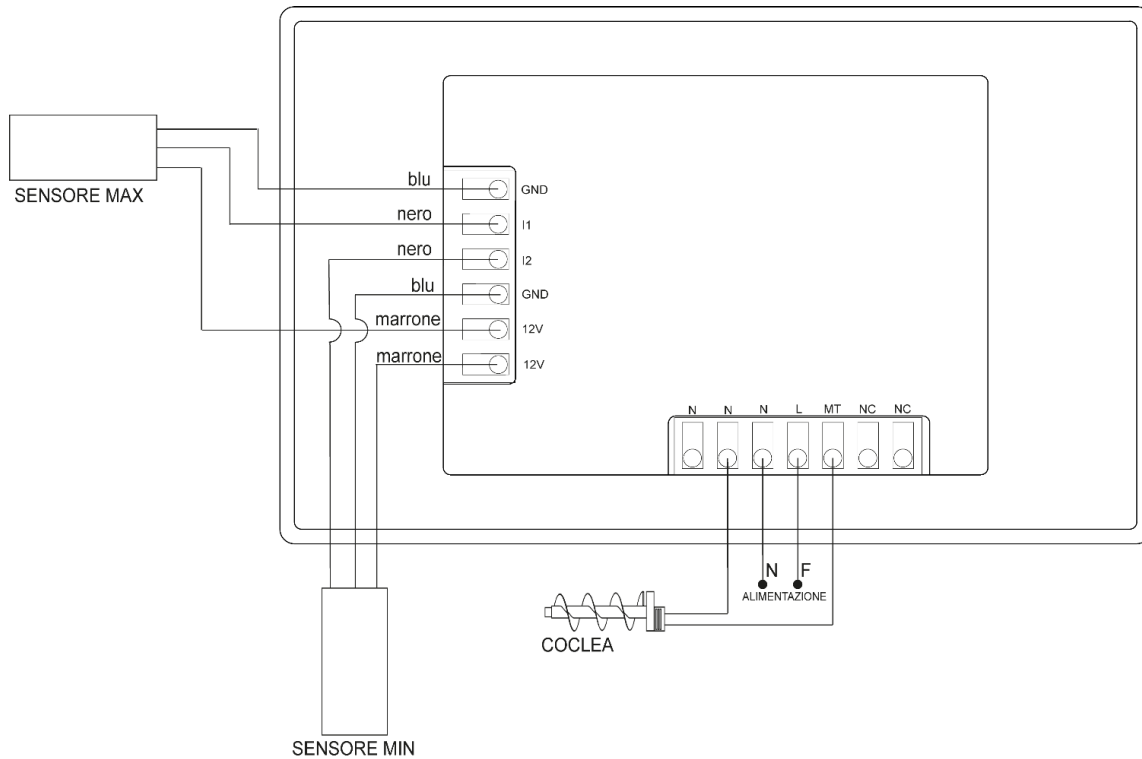 SENSORE MAX
blu GND
nero I1
nero I2
blu GND
marrone 12V
marrone 12V
N N N L MT NC NC
N F
ALIMENTAZIONE
COCLEA
SENSORE MIN